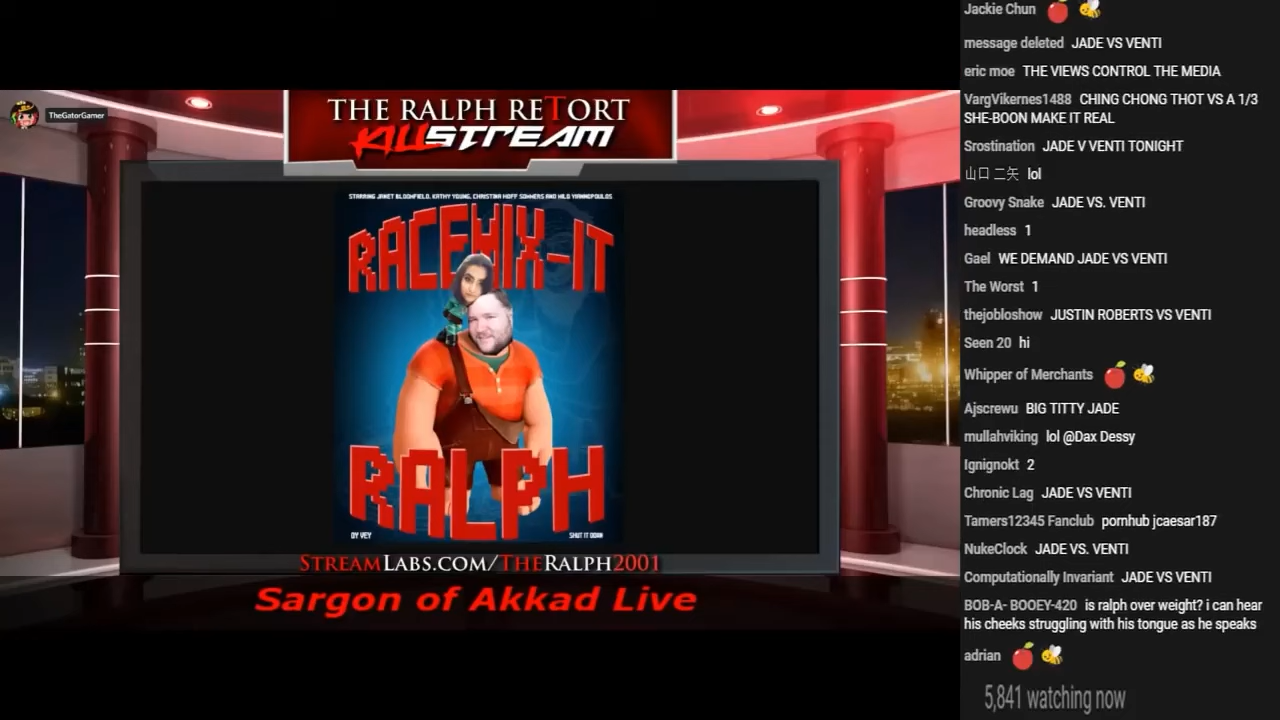 TheGatorGamer
THE RALPH RETORT
KILLSTREAM
STARRING JANET BLOOMFIELD, KATHY YOUNG, CHRISTINA HOFF SOMMERS AND MILO YIANNOPOULOS
RACEMIX-IT
RALPH
OY VEY
SHUT IT DOWN
STREAMLABS.COM/THERALPH2001
Sargon of Akkad Live
Jackie Chun
message deleted JADE VS VENTI
eric moe THE VIEWS CONTROL THE MEDIA
VargVikernes1488 CHING CHONG THOT VS A 1/3
SHE-BOON MAKE IT REAL
Srostination JADE V VENTI TONIGHT
山口 二矢 lol
Groovy Snake JADE VS. VENTI
headless 1
Gael WE DEMAND JADE VS VENTI
The Worst 1
thejobloshow JUSTIN ROBERTS VS VENTI
Seen 20 hi
Whipper of Merchants
Ajscrewu BIG TITTY JADE
mullahviking lol @Dax Dessy
Ignignokt 2
Chronic Lag JADE VS VENTI
Tamers12345 Fanclub pornhub jcaesar187
NukeClock JADE VS. VENTI
Computationally Invariant JADE VS VENTI
BOB-A- BOOEY-420 is ralph over weight? i can hear
his cheeks struggling with his tongue as he speaks
adrian
5,841 watching now